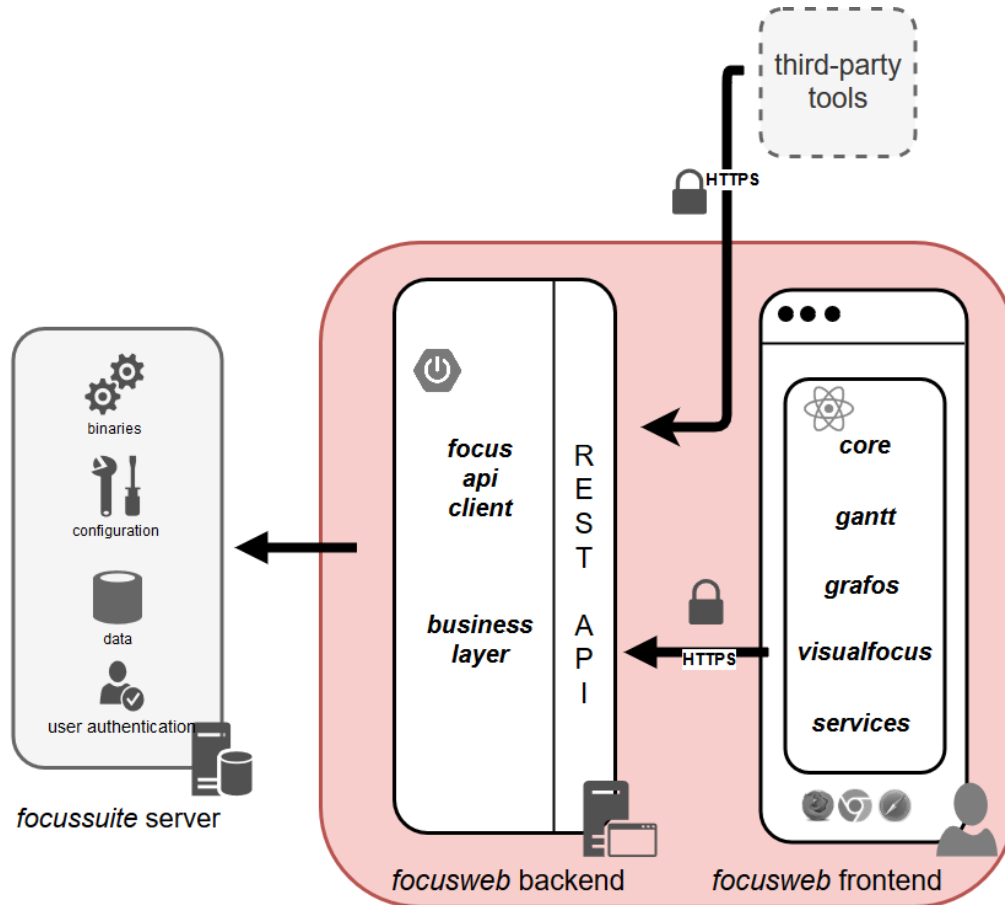 third-party
tools
HTTPS
binaries
configuration
data
user authentication
focussuite server
focus
api
client
business
layer
R
E
S
T
A
P
I
HTTPS
focusweb backend
core
gantt
grafos
visualfocus
services
focusweb frontend